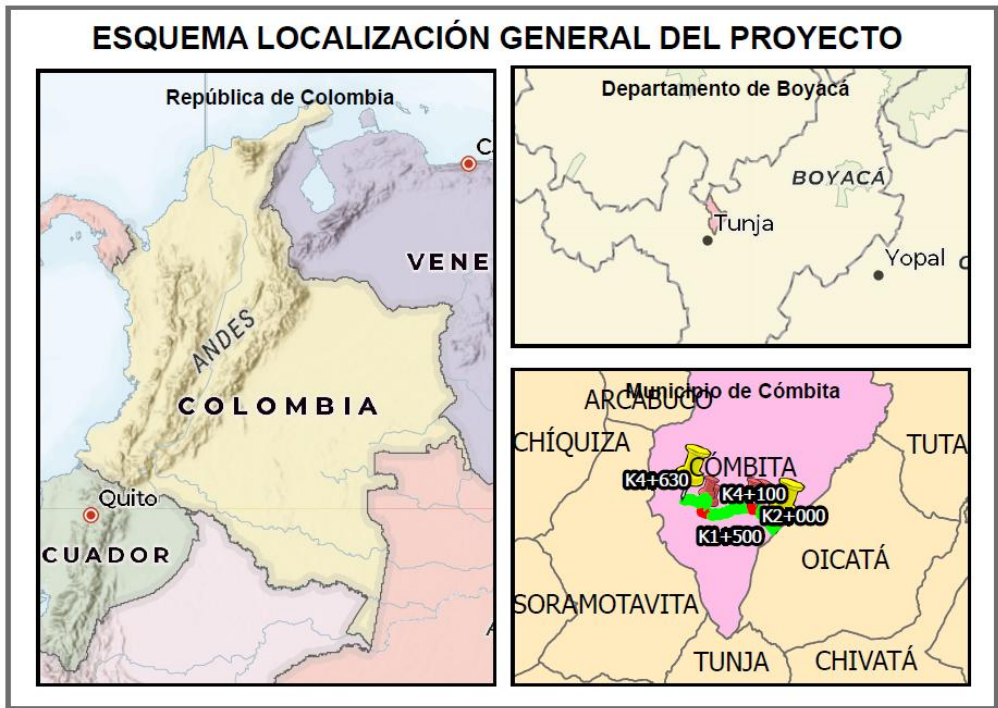 ESQUEMA LOCALIZACIÓN GENERAL DEL PROYECTO
República de Colombia
C
VENE
ANDES
COLOMBIA
Quito
CUADOR
Departamento de Boyacá
BOYACÁ
Tunja
Yopal
C
Municipio de Cómbita
ARCABUCO
CHÍQUIZA
TUTA
CÓMBITA
K4+630
K4+100
K2+000
K1+500
OICATÁ
SORAMOTAVITA
TUNJA
CHIVATÁ